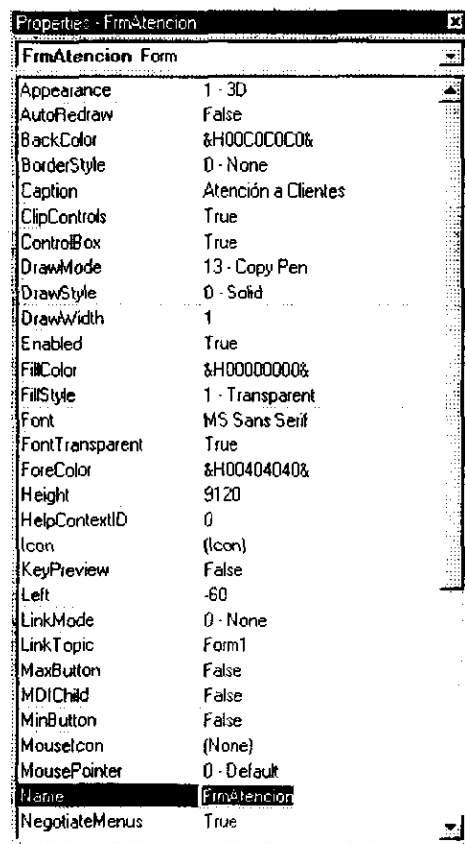 Properties - FrmAtencion
FrmAtencion Form
Appearance 1 - 3D
AutoRedraw False
BackColor &H00C0C0C0&
BorderStyle 0 - None
Caption Atención a Clientes
ClipControls True
ControlBox True
DrawMode 13 - Copy Pen
DrawStyle 0 - Solid
DrawWidth 1
Enabled True
FillColor &H00000000&
FillStyle 1 - Transparent
Font MS Sans Serif
FontTransparent True
ForeColor &H00404040&
Height 9120
HelpContextID 0
Icon (Icon)
KeyPreview False
Left -60
LinkMode 0 - None
LinkTopic Form1
MaxButton False
MDIChild False
MinButton False
MouseIcon (None)
MousePointer 0 - Default
Name FrmAtencion
NegotiateMenus True